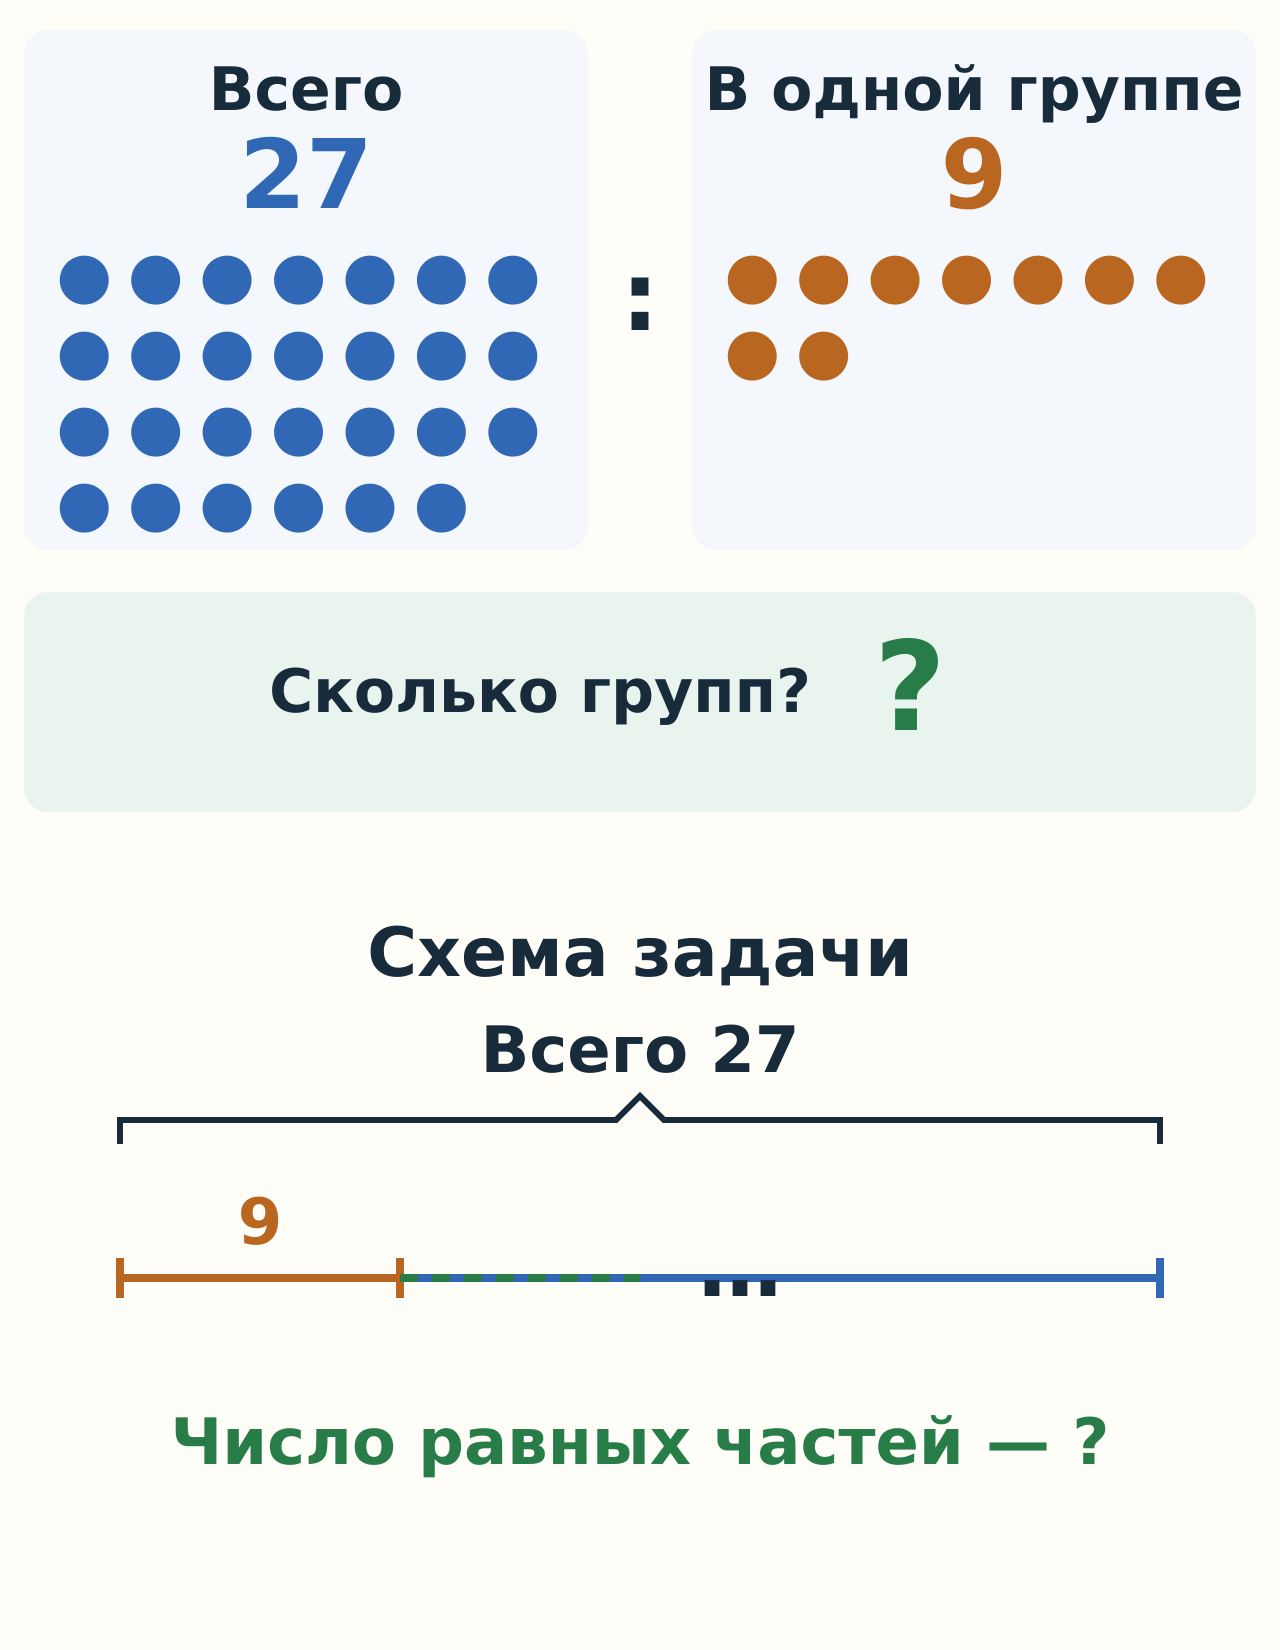 Всего
27
:
В одной группе
9
Сколько групп? ?
Схема задачи
Всего 27
9
...
Число равных частей — ?